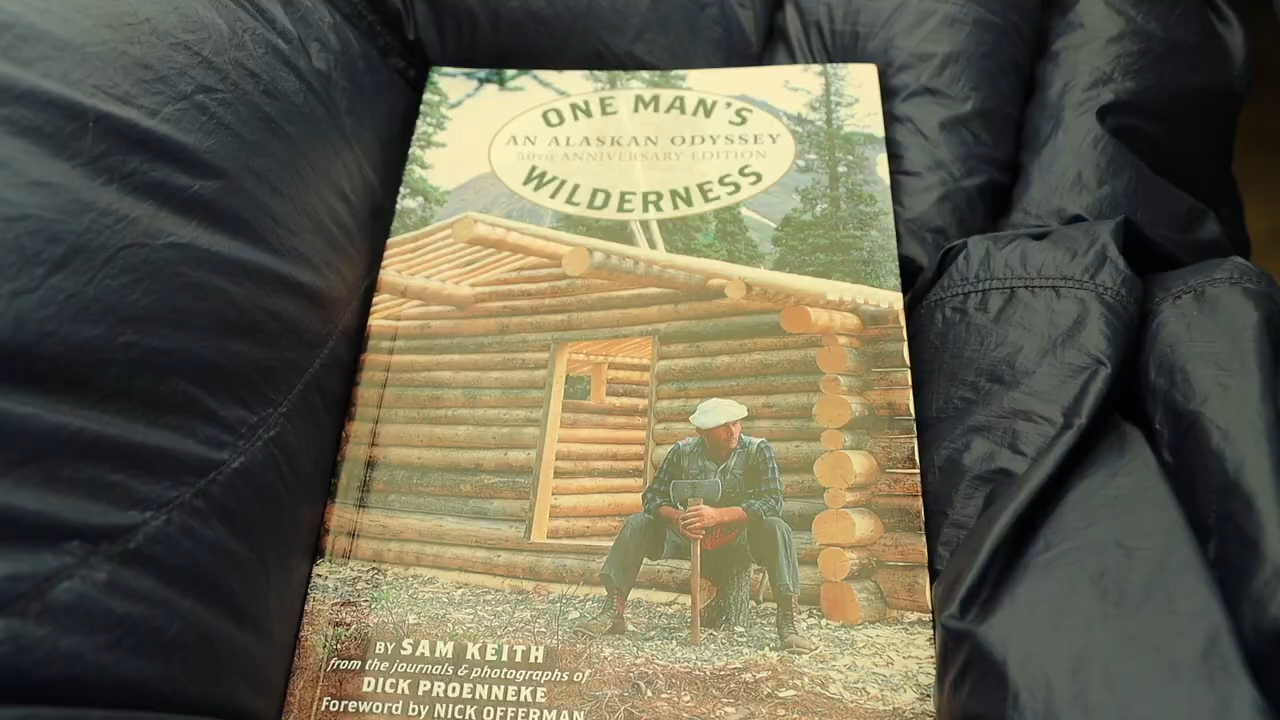 ONE MAN'S
AN ALASKAN ODYSSEY
50TH ANNIVERSARY EDITION
WILDERNESS
BY SAM KEITH
from the journals & photographs of
DICK PROENNEKE
Foreword by NICK OFFERMAN